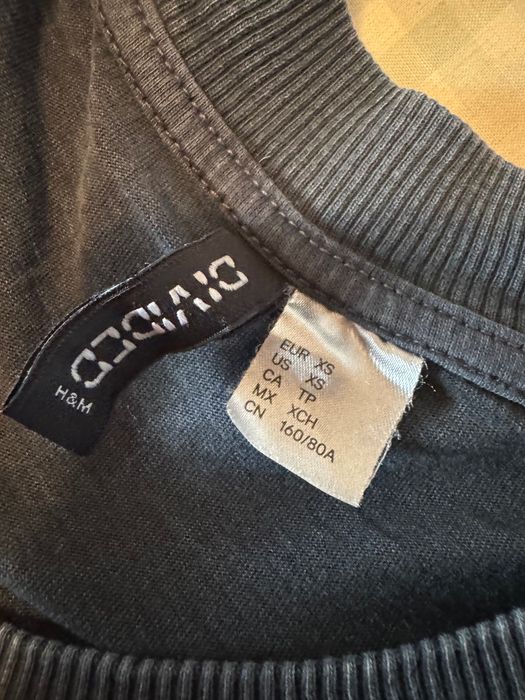 DIVIDED
H&M
EUR XS
US XS
CA TP
MX XCH
CN 160/80A